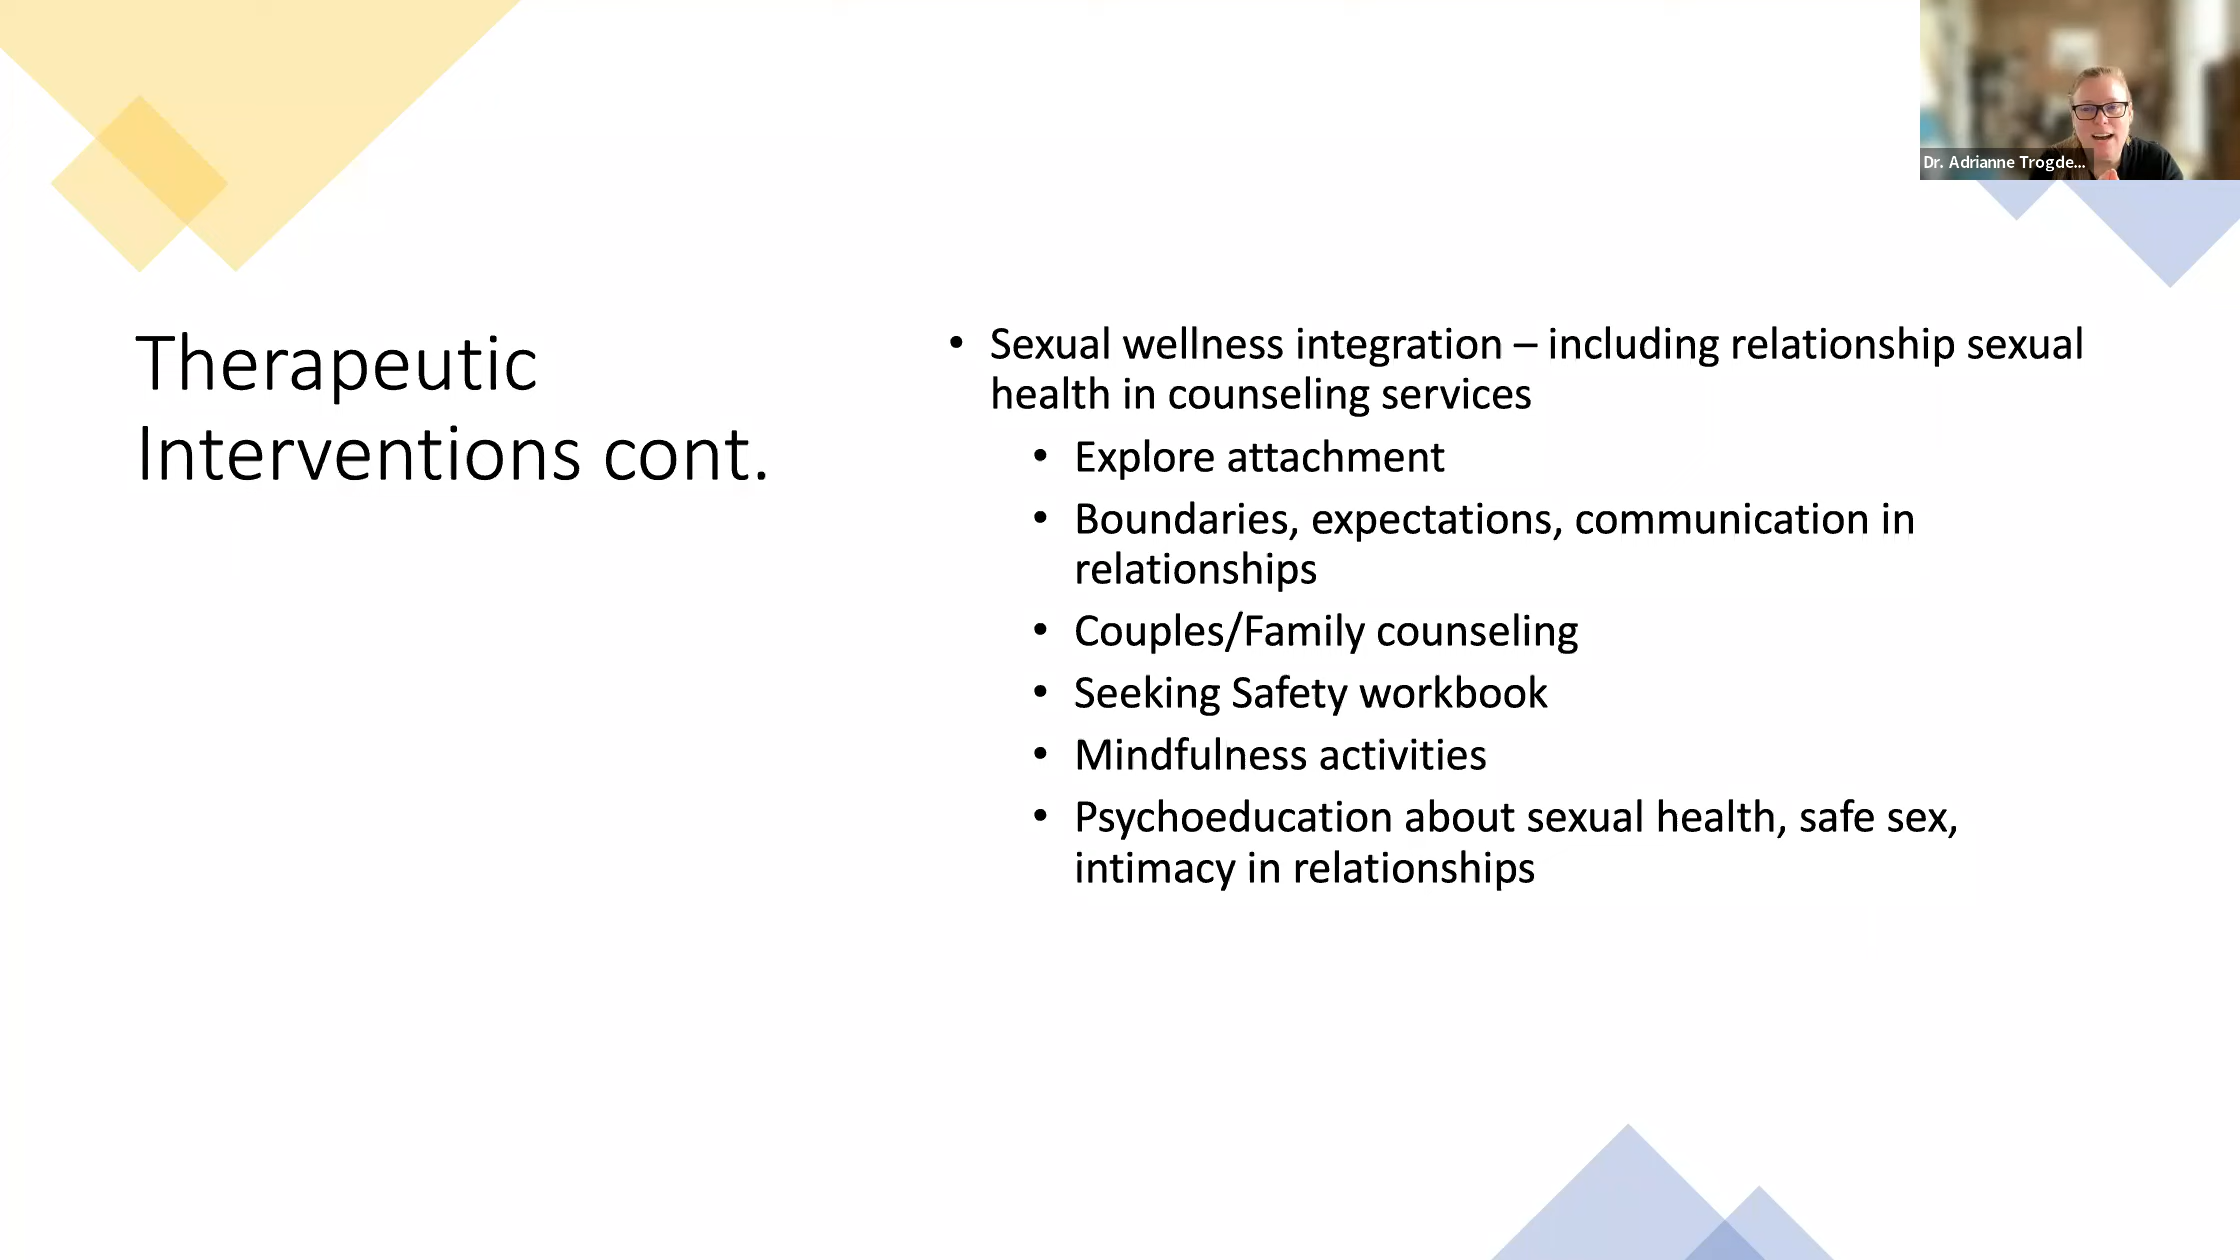 Dr. Adrianne Trogde...
Therapeutic
Interventions cont.
• Sexual wellness integration – including relationship sexual
health in counseling services
• Explore attachment
• Boundaries, expectations, communication in
relationships
• Couples/Family counseling
• Seeking Safety workbook
• Mindfulness activities
• Psychoeducation about sexual health, safe sex,
intimacy in relationships